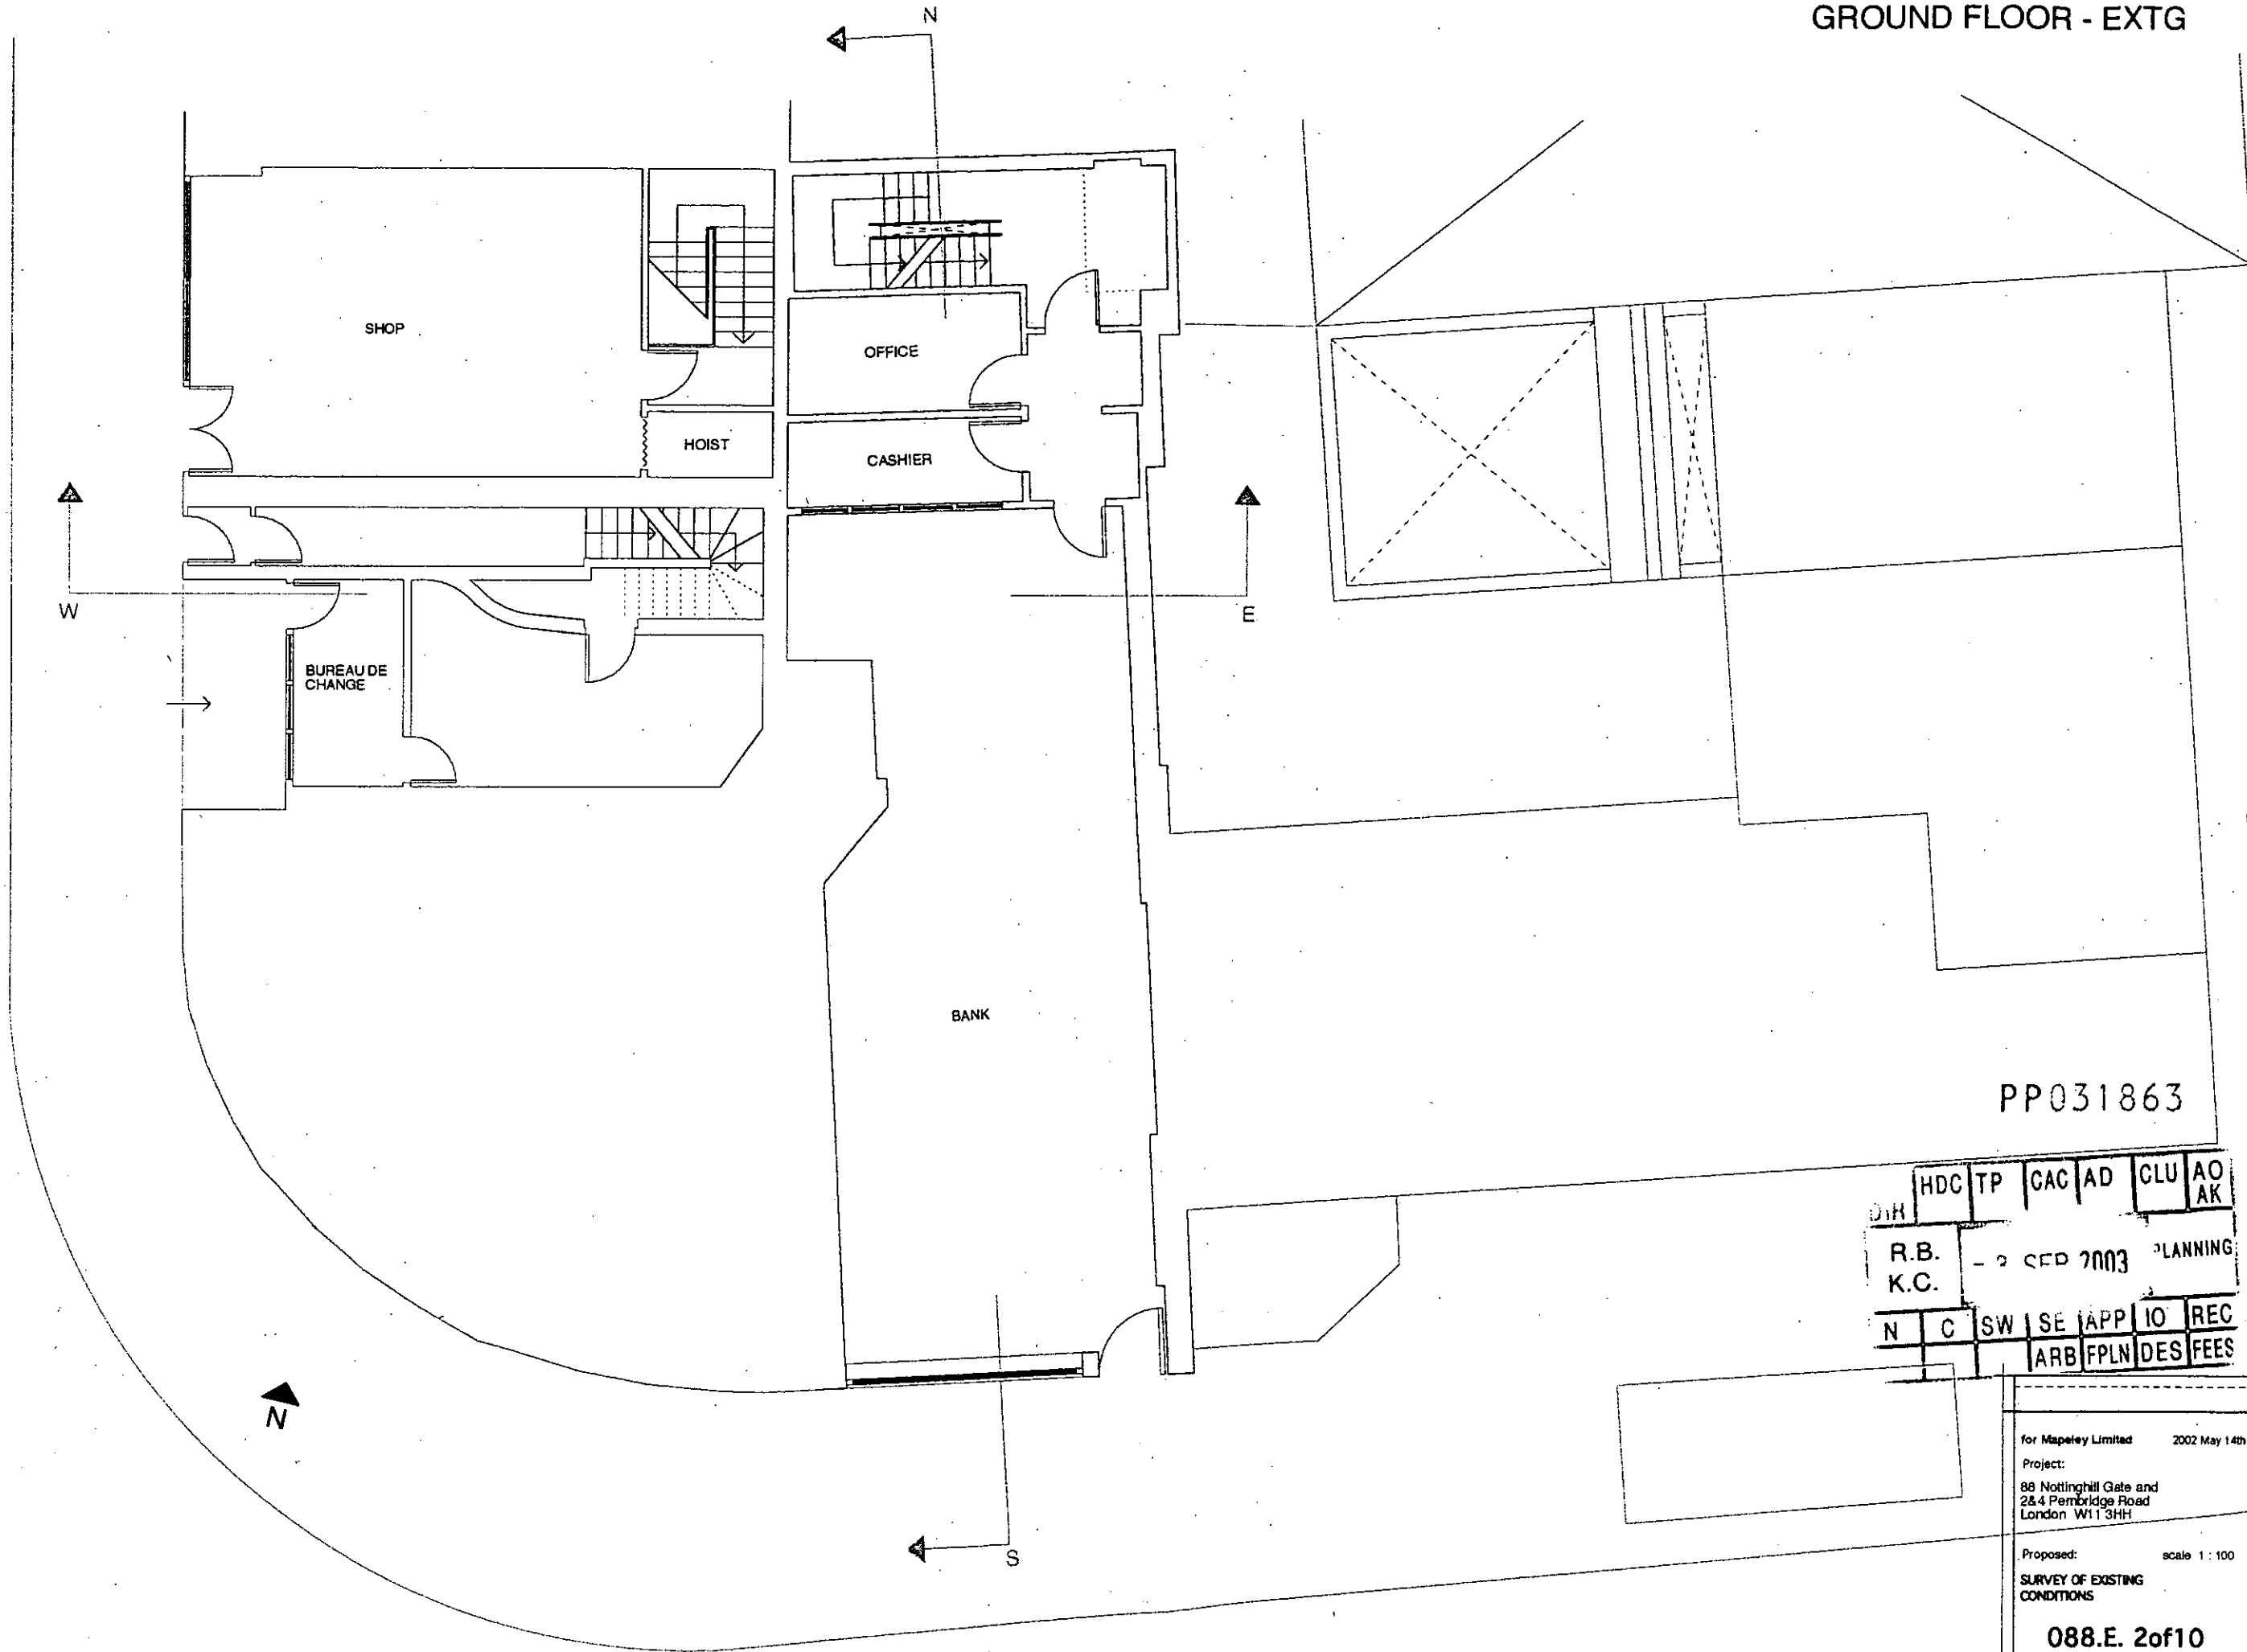 GROUND FLOOR - EXTG
N
SHOP
OFFICE
HOIST
CASHIER
W
E
BUREAU DE
CHANGE
BANK
PP031863
HDC TP CAC AD CLU AO
AK
DIR
R.B.
K.C.
SEP 2003 PLANNING
N C SW SE APP IO REC
ARB FPLN DES FEES
N
S
for Mapeley Limited 2002 May 14th
Project:
88 Nottinghill Gate and
2&4 Pembridge Road
London W11 3HH
Proposed: scale 1 : 100
SURVEY OF EXISTING
CONDITIONS
088.E. 2of10